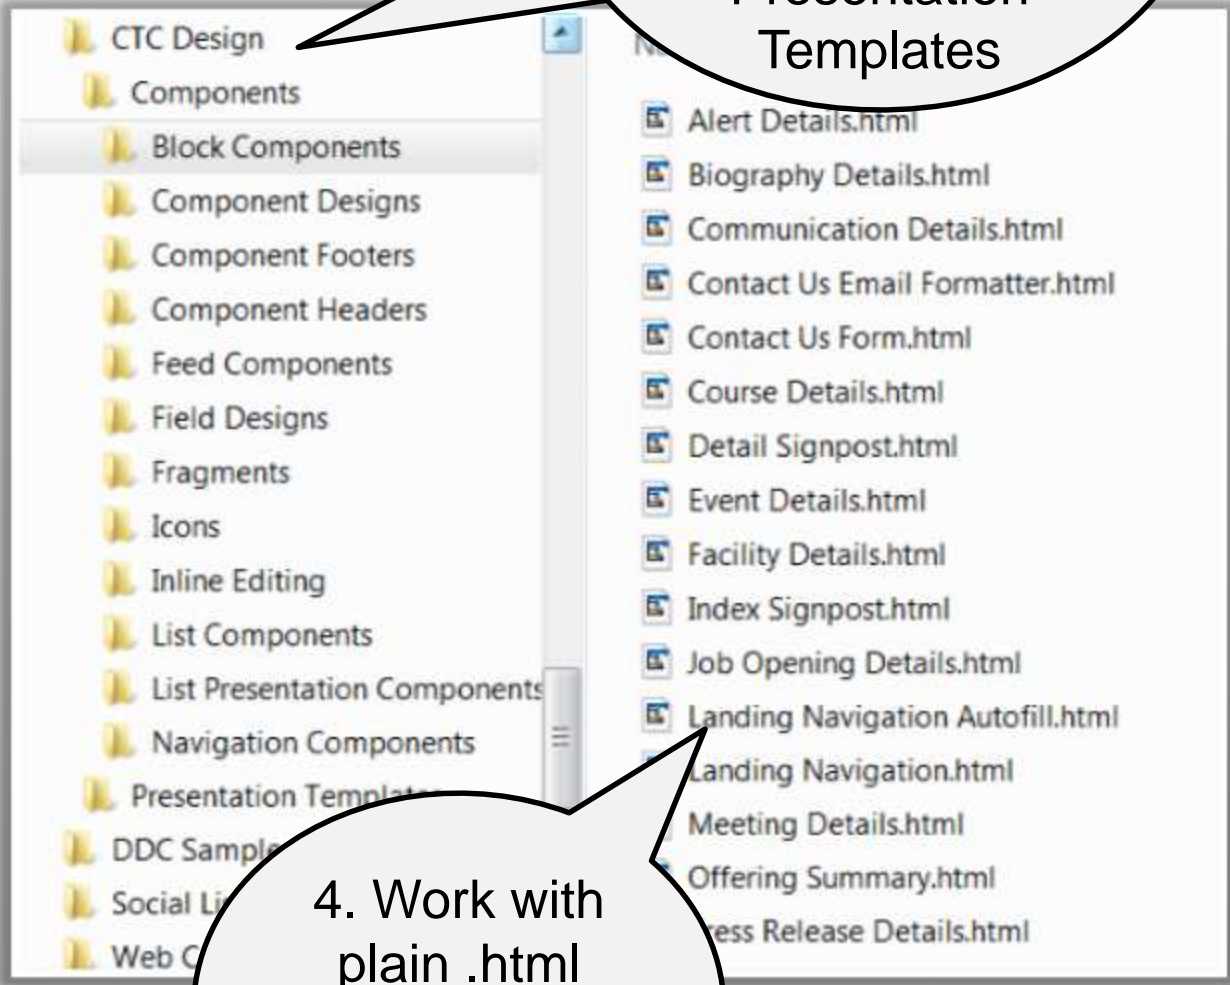 Presentation
Templates
CTC Design
Components
Block Components
Component Designs
Component Footers
Component Headers
Feed Components
Field Designs
Fragments
Icons
Inline Editing
List Components
List Presentation Components
Navigation Components
Presentation
DDC Sample
Social
Web
Alert Details.html
Biography Details.html
Communication Details.html
Contact Us Email Formatter.html
Contact Us Form.html
Course Details.html
Detail Signpost.html
Event Details.html
Facility Details.html
Index Signpost.html
Job Opening Details.html
Landing Navigation Autofill.html
Landing Navigation.html
Meeting Details.html
Offering Summary.html
Release Details.html
4. Work with
plain .html